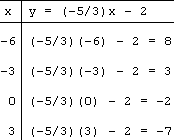 x y = (-5/3)x - 2
-6 (-5/3)(-6) - 2 = 8
-3 (-5/3)(-3) - 2 = 3
0 (-5/3)(0) - 2 = -2
3 (-5/3)(3) - 2 = -7